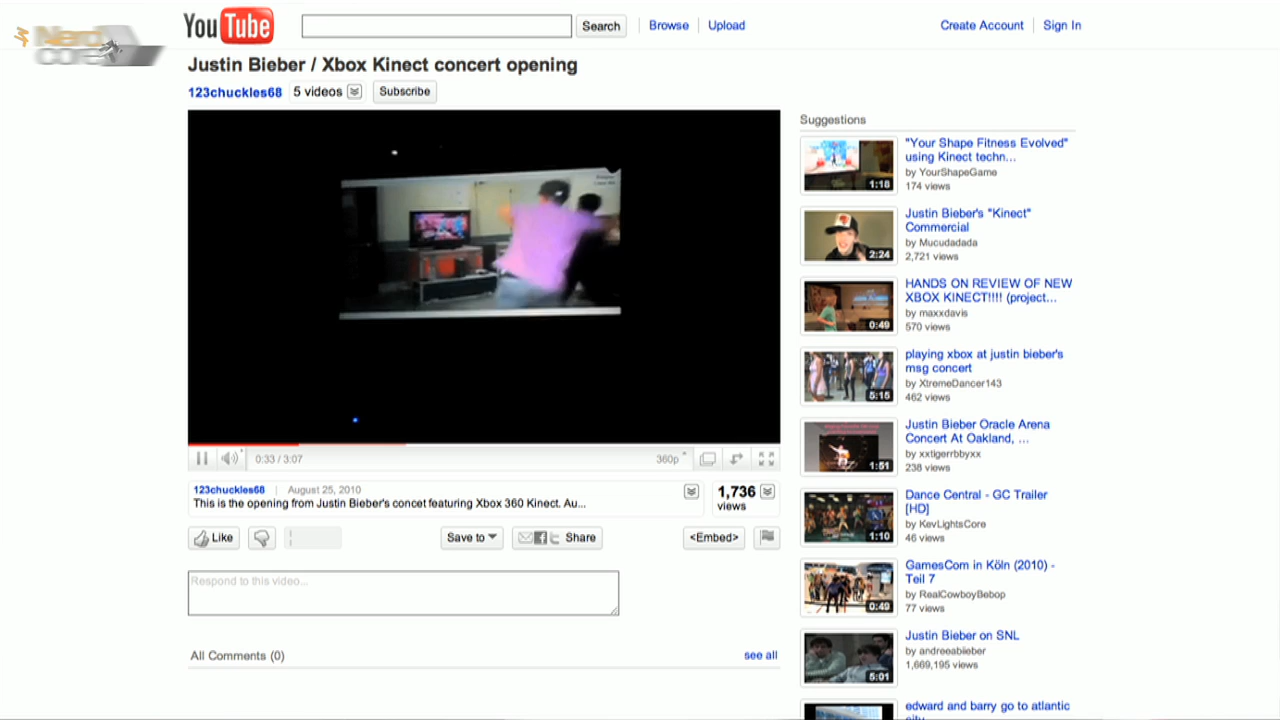 Nerd
core
YouTube
Search
Browse
Upload
Create Account
Sign In
Justin Bieber / Xbox Kinect concert opening
123chuckles68
5 videos
Subscribe
0:33 / 3:07
360p
123chuckles68
August 25, 2010
This is the opening from Justin Bieber's concet featuring Xbox 360 Kinect. Au...
1,736
views
Like
Save to
Share
<Embed>
Respond to this video...
All Comments (0)
see all
Suggestions
"Your Shape Fitness Evolved"
using Kinect techn...
by YourShapeGame
174 views
1:18
Justin Bieber's "Kinect"
Commercial
by Mucudadada
2,721 views
2:24
HANDS ON REVIEW OF NEW
XBOX KINECT!!!! (project...
by maxxdavis
570 views
0:49
playing xbox at justin bieber's
msg concert
by XtremeDancer143
462 views
5:15
Justin Bieber Oracle Arena
Concert At Oakland, ...
by xxtigerrbbyxx
238 views
1:51
Dance Central - GC Trailer
[HD]
by KevLightsCore
46 views
1:10
GamesCom in Köln (2010) -
Teil 7
by RealCowboyBebop
77 views
0:49
Justin Bieber on SNL
by andreeabieber
1,669,195 views
5:01
edward and barry go to atlantic